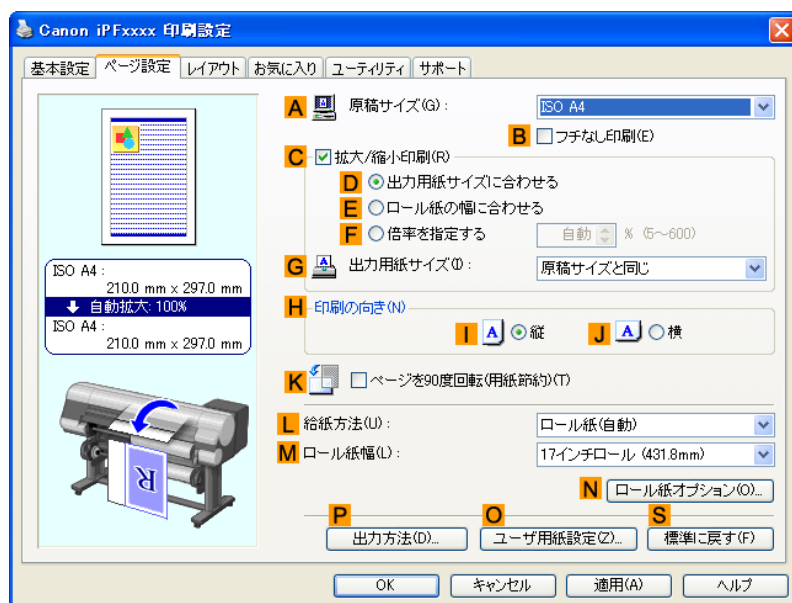 Canon iPFxxxx 印刷設定
基本設定 ページ設定 レイアウト お気に入り ユーティリティ サポート
A 原稿サイズ(G): ISO A4
B フチなし印刷(E)
C 拡大/縮小印刷(R)
D 出力用紙サイズに合わせる
E ロール紙の幅に合わせる
F 倍率を指定する 自動 % (5～600)
G 出力用紙サイズ(I): 原稿サイズと同じ
ISO A4 :
210.0 mm x 297.0 mm
自動拡大: 100%
ISO A4 :
210.0 mm x 297.0 mm
H 印刷の向き(N)
I A 縦 J A 横
K ページを90度回転(用紙節約)(T)
R
L 給紙方法(U): ロール紙(自動)
M ロール紙幅(L): 17インチロール (431.8mm)
N ロール紙オプション(O)...
P O S
出力方法(D)... ユーザ用紙設定(Z)... 標準に戻す(F)
OK キャンセル 適用(A) ヘルプ